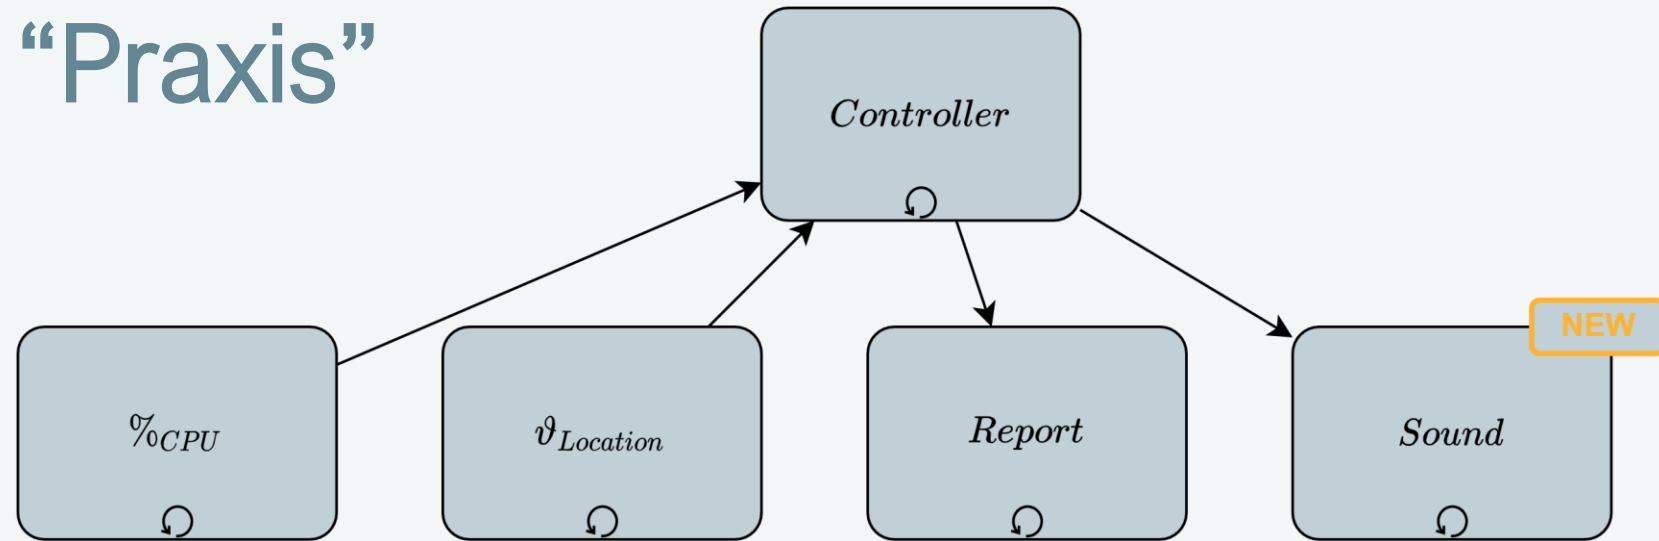 “Praxis”
Controller
NEW
%CPU
ϑLocation
Report
Sound